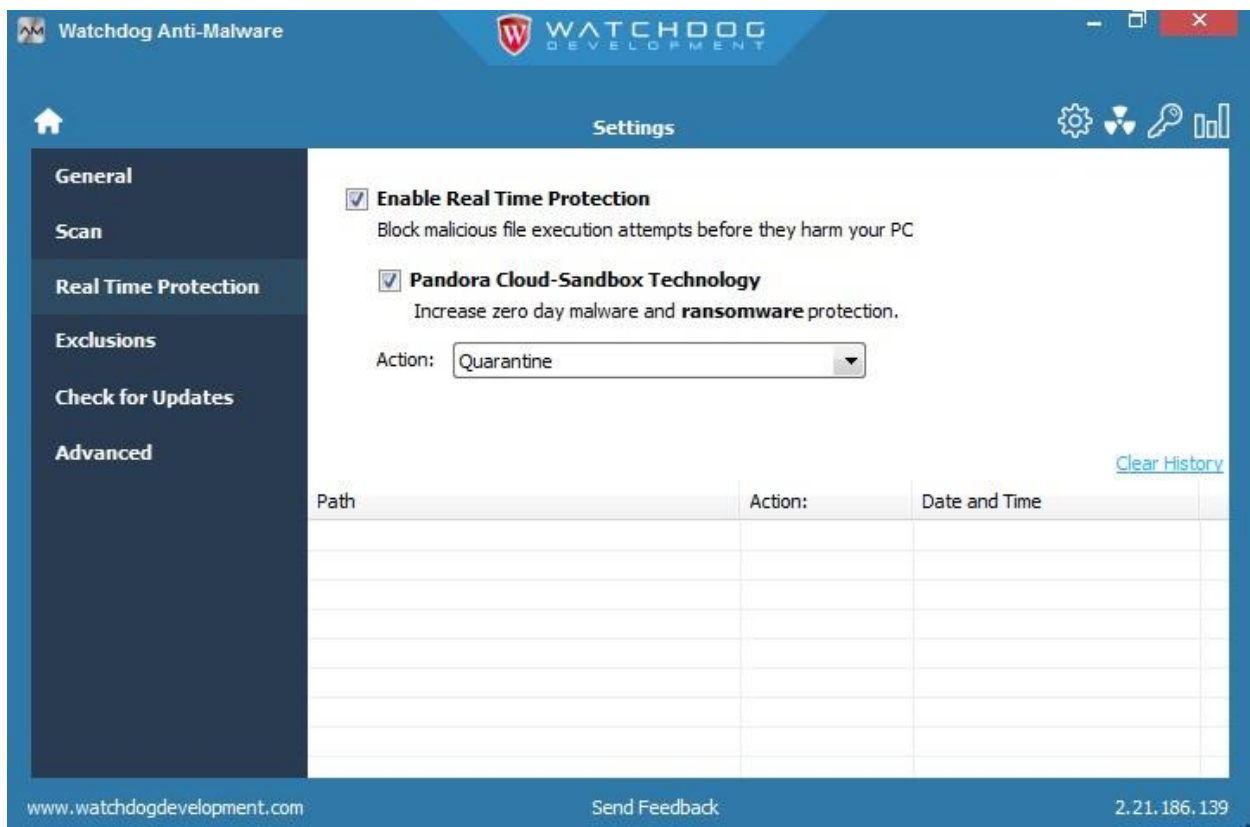 Watchdog Anti-Malware
W WATCHDOG
DEVELOPMENT
Settings
General
Scan
Real Time Protection
Exclusions
Check for Updates
Advanced
Enable Real Time Protection
Block malicious file execution attempts before they harm your PC
Pandora Cloud-Sandbox Technology
Increase zero day malware and ransomware protection.
Action: Quarantine
Clear History
Path Action: Date and Time
www.watchdogdevelopment.com Send Feedback 2.21.186.139